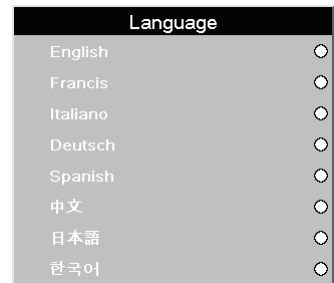 Language
English
Francis
Italiano
Deutsch
Spanish
中文
日本語
한국어